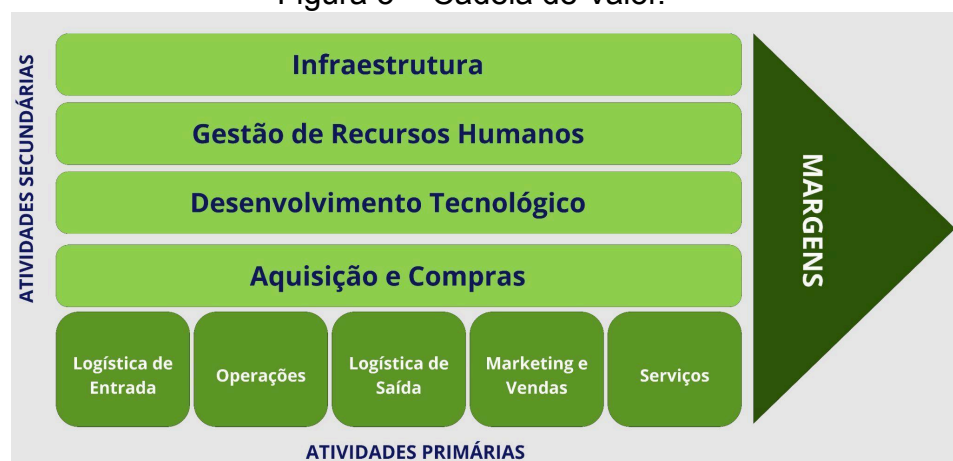 ATIVIDADES SECUNDÁRIAS
Infraestrutura
Gestão de Recursos Humanos
Desenvolvimento Tecnológico
Aquisição e Compras
Logística de
Entrada
Operações
Logística de
Saída
Marketing e
Vendas
Serviços
MARGENS
ATIVIDADES PRIMÁRIAS